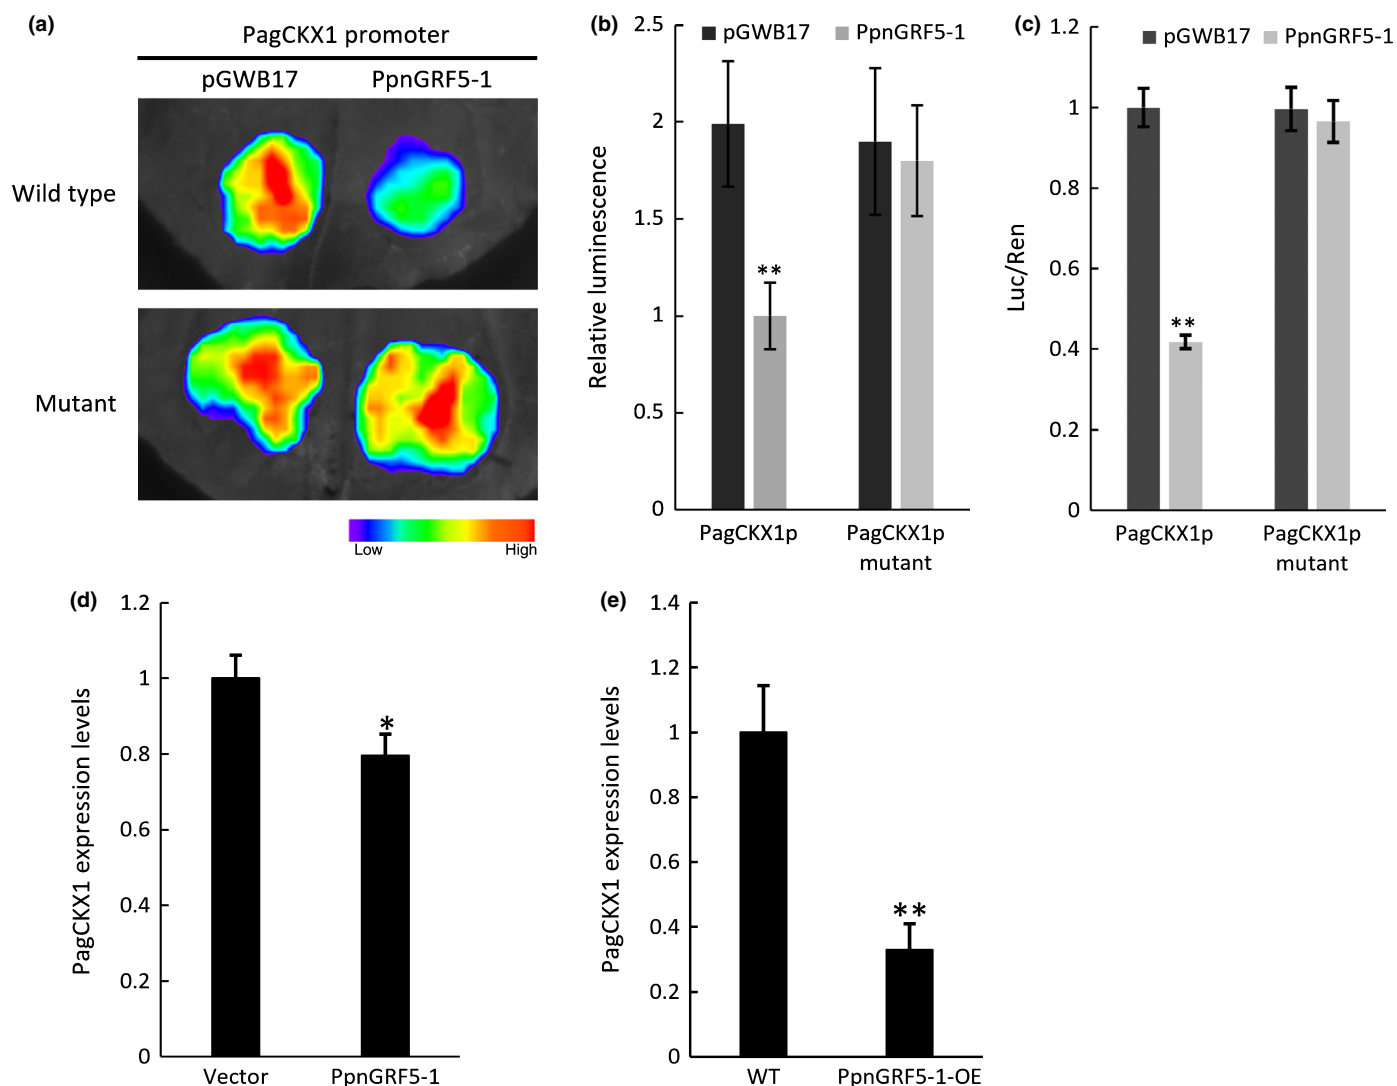 (a)
PagCKX1 promoter
pGWB17 PpnGRF5-1
Wild type
Mutant
Low High
(b)
2.5
2
1.5
1
0.5
0
Relative luminescence
pGWB17 PpnGRF5-1
**
PagCKX1p PagCKX1p
mutant
(c)
1.2
1
0.8
0.6
0.4
0.2
0
Luc/Ren
pGWB17 PpnGRF5-1
**
PagCKX1p PagCKX1p
mutant
(d)
1.2
1
0.8
0.6
0.4
0.2
0
PagCKX1 expression levels
*
Vector PpnGRF5-1
(e)
1.4
1.2
1
0.8
0.6
0.4
0.2
0
PagCKX1 expression levels
**
WT PpnGRF5-1-OE